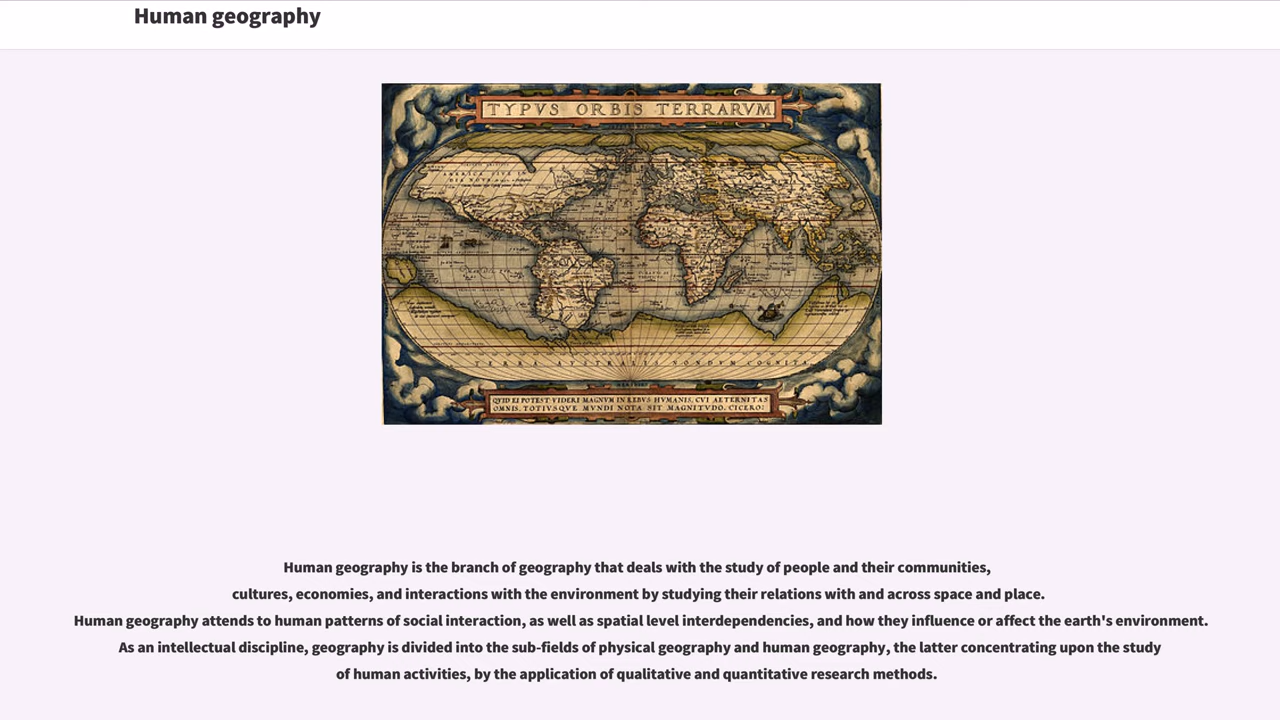 Human geography
TYPVS ORBIS TERRARVM
QVID EI POTEST VIDERI MAGNVM IN REBVS HVMANIS, CVI AETERNITAS
OMNIS, TOTIVSQVE MVNDI NOTA SIT MAGNITVDO. CICERO:
Human geography is the branch of geography that deals with the study of people and their communities,
cultures, economies, and interactions with the environment by studying their relations with and across space and place.
Human geography attends to human patterns of social interaction, as well as spatial level interdependencies, and how they influence or affect the earth's environment.
As an intellectual discipline, geography is divided into the sub-fields of physical geography and human geography, the latter concentrating upon the study
of human activities, by the application of qualitative and quantitative research methods.